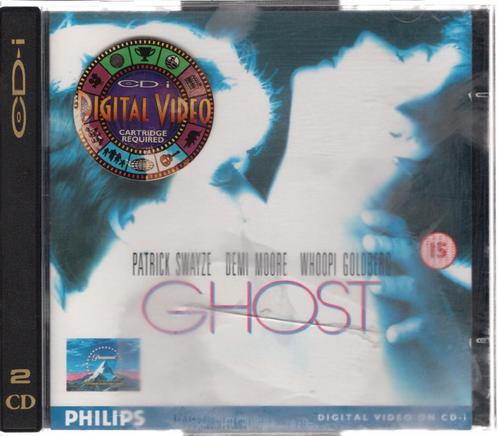 CD-i
CD-i
DIGITAL VIDEO
CARTRIDGE
REQUIRED
PATRICK SWAYZE DEMI MOORE WHOOPI GOLDBERG
15
GHOST
Paramount
2
CD
PHILIPS
DIGITAL VIDEO ON CD-i